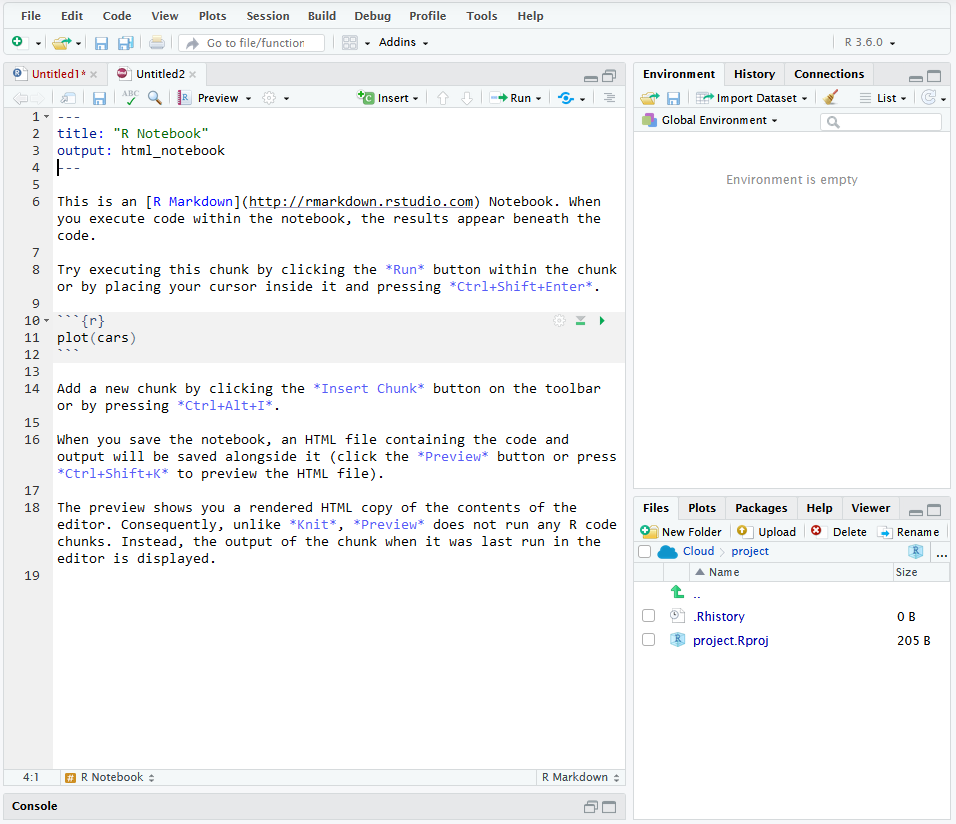 File Edit Code View Plots Session Build Debug Profile Tools Help
Go to file/function Addins R 3.6.0
Untitled1* Untitled2
ABC Preview Insert Run
1 ---
2 title: "R Notebook"
3 output: html_notebook
4 ---
5
6 This is an [R Markdown](http://rmarkdown.rstudio.com) Notebook. When
you execute code within the notebook, the results appear beneath the
code.
7
8 Try executing this chunk by clicking the *Run* button within the chunk
or by placing your cursor inside it and pressing *Ctrl+Shift+Enter*.
9
10 ```{r}
11 plot(cars)
12 ```
13
14 Add a new chunk by clicking the *Insert Chunk* button on the toolbar
or by pressing *Ctrl+Alt+I*.
15
16 When you save the notebook, an HTML file containing the code and
output will be saved alongside it (click the *Preview* button or press
*Ctrl+Shift+K* to preview the HTML file).
17
18 The preview shows you a rendered HTML copy of the contents of the
editor. Consequently, unlike *Knit*, *Preview* does not run any R code
chunks. Instead, the output of the chunk when it was last run in the
editor is displayed.
19
4:1 # R Notebook R Markdown
Console
Environment History Connections
Import Dataset List
Global Environment
Environment is empty
Files Plots Packages Help Viewer
New Folder Upload Delete Rename
Cloud project R ...
Name Size
..
.Rhistory 0 B
R project.Rproj 205 B